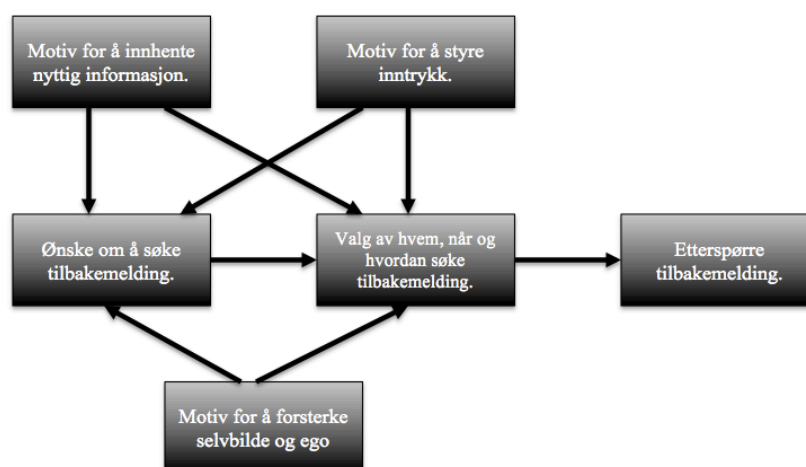 Motiv for å innhente
nyttig informasjon.
Motiv for å styre
inntrykk.
Ønske om å søke
tilbakemelding.
Valg av hvem, når og
hvordan søke
tilbakemelding.
Etterspørre
tilbakemelding.
Motiv for å forsterke
selvbilde og ego